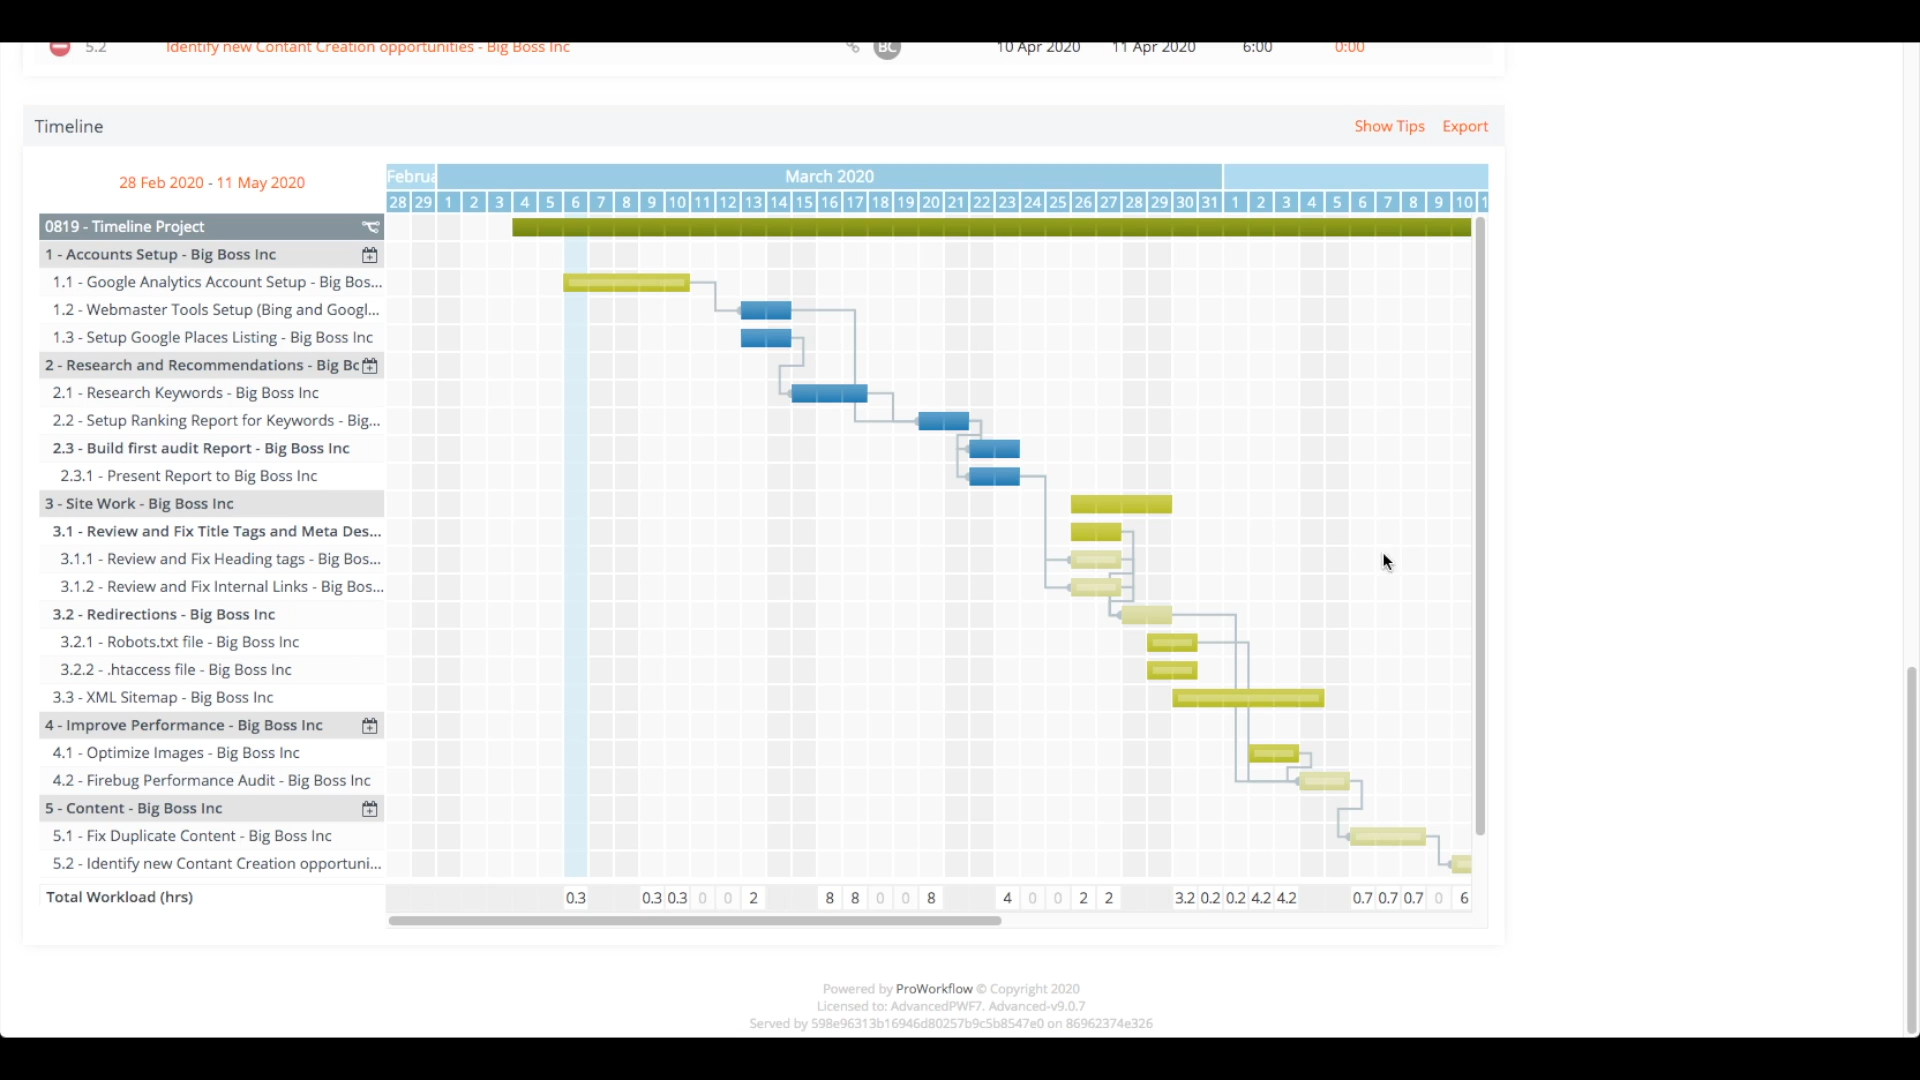 5.2 Identify new Contant Creation opportunities - Big Boss Inc BC 10 Apr 2020 11 Apr 2020 6:00 0:00
Timeline Show Tips Export
28 Feb 2020 - 11 May 2020
Februa March 2020
28 29 1 2 3 4 5 6 7 8 9 10 11 12 13 14 15 16 17 18 19 20 21 22 23 24 25 26 27 28 29 30 31 1 2 3 4 5 6 7 8 9 10 1
0819 - Timeline Project
1 - Accounts Setup - Big Boss Inc
1.1 - Google Analytics Account Setup - Big Bos...
1.2 - Webmaster Tools Setup (Bing and Googl...
1.3 - Setup Google Places Listing - Big Boss Inc
2 - Research and Recommendations - Big Bc
2.1 - Research Keywords - Big Boss Inc
2.2 - Setup Ranking Report for Keywords - Big...
2.3 - Build first audit Report - Big Boss Inc
2.3.1 - Present Report to Big Boss Inc
3 - Site Work - Big Boss Inc
3.1 - Review and Fix Title Tags and Meta Des...
3.1.1 - Review and Fix Heading tags - Big Bos...
3.1.2 - Review and Fix Internal Links - Big Bos...
3.2 - Redirections - Big Boss Inc
3.2.1 - Robots.txt file - Big Boss Inc
3.2.2 - .htaccess file - Big Boss Inc
3.3 - XML Sitemap - Big Boss Inc
4 - Improve Performance - Big Boss Inc
4.1 - Optimize Images - Big Boss Inc
4.2 - Firebug Performance Audit - Big Boss Inc
5 - Content - Big Boss Inc
5.1 - Fix Duplicate Content - Big Boss Inc
5.2 - Identify new Contant Creation opportuni...
Total Workload (hrs) 0.3 0.3 0.3 0 0 2 8 8 0 0 8 4 0 0 2 2 3.2 0.2 0.2 4.2 4.2 0.7 0.7 0.7 0 6
Powered by ProWorkflow © Copyright 2020
Licensed to: AdvancedPWF7. Advanced-v9.0.7
Served by 598e96313b16946d80257b9c5b8547e0 on 86962374e326